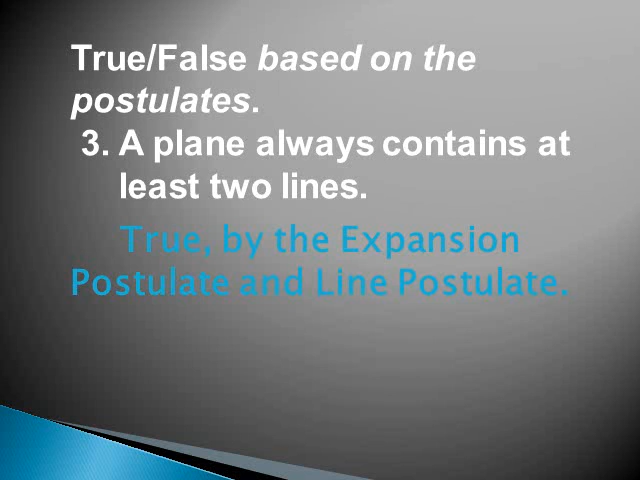 True/False based on the
postulates.
3. A plane always contains at
least two lines.
True, by the Expansion
Postulate and Line Postulate.